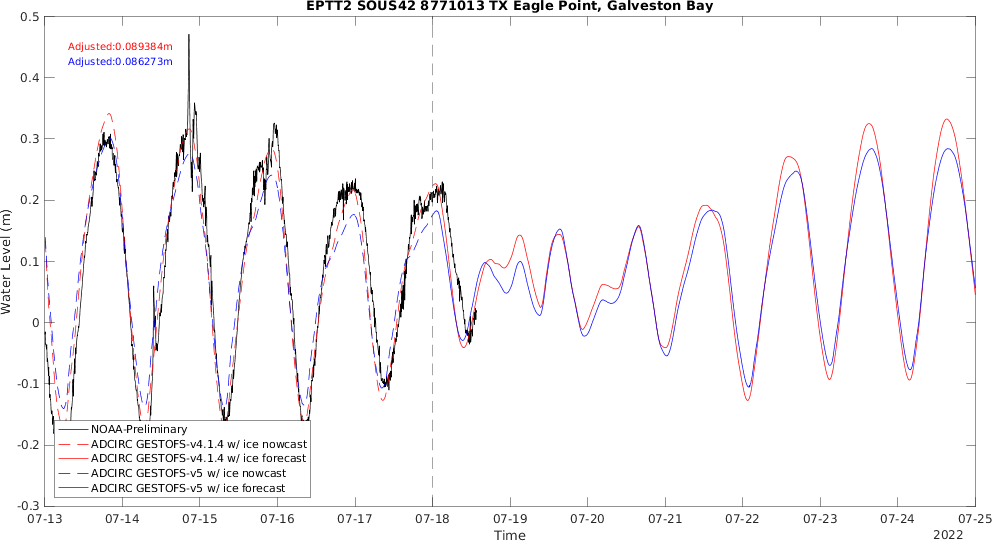 EPTT2 SOUS42 8771013 TX Eagle Point, Galveston Bay
Adjusted:0.089384m
Adjusted:0.086273m
Water Level (m)
0.5
0.4
0.3
0.2
0.1
0
-0.1
-0.2
-0.3
NOAA-Preliminary
ADCIRC GESTOFS-v4.1.4 w/ ice nowcast
ADCIRC GESTOFS-v4.1.4 w/ ice forecast
ADCIRC GESTOFS-v5 w/ ice nowcast
ADCIRC GESTOFS-v5 w/ ice forecast
07-13 07-14 07-15 07-16 07-17 07-18 07-19 07-20 07-21 07-22 07-23 07-24 07-25
Time
2022